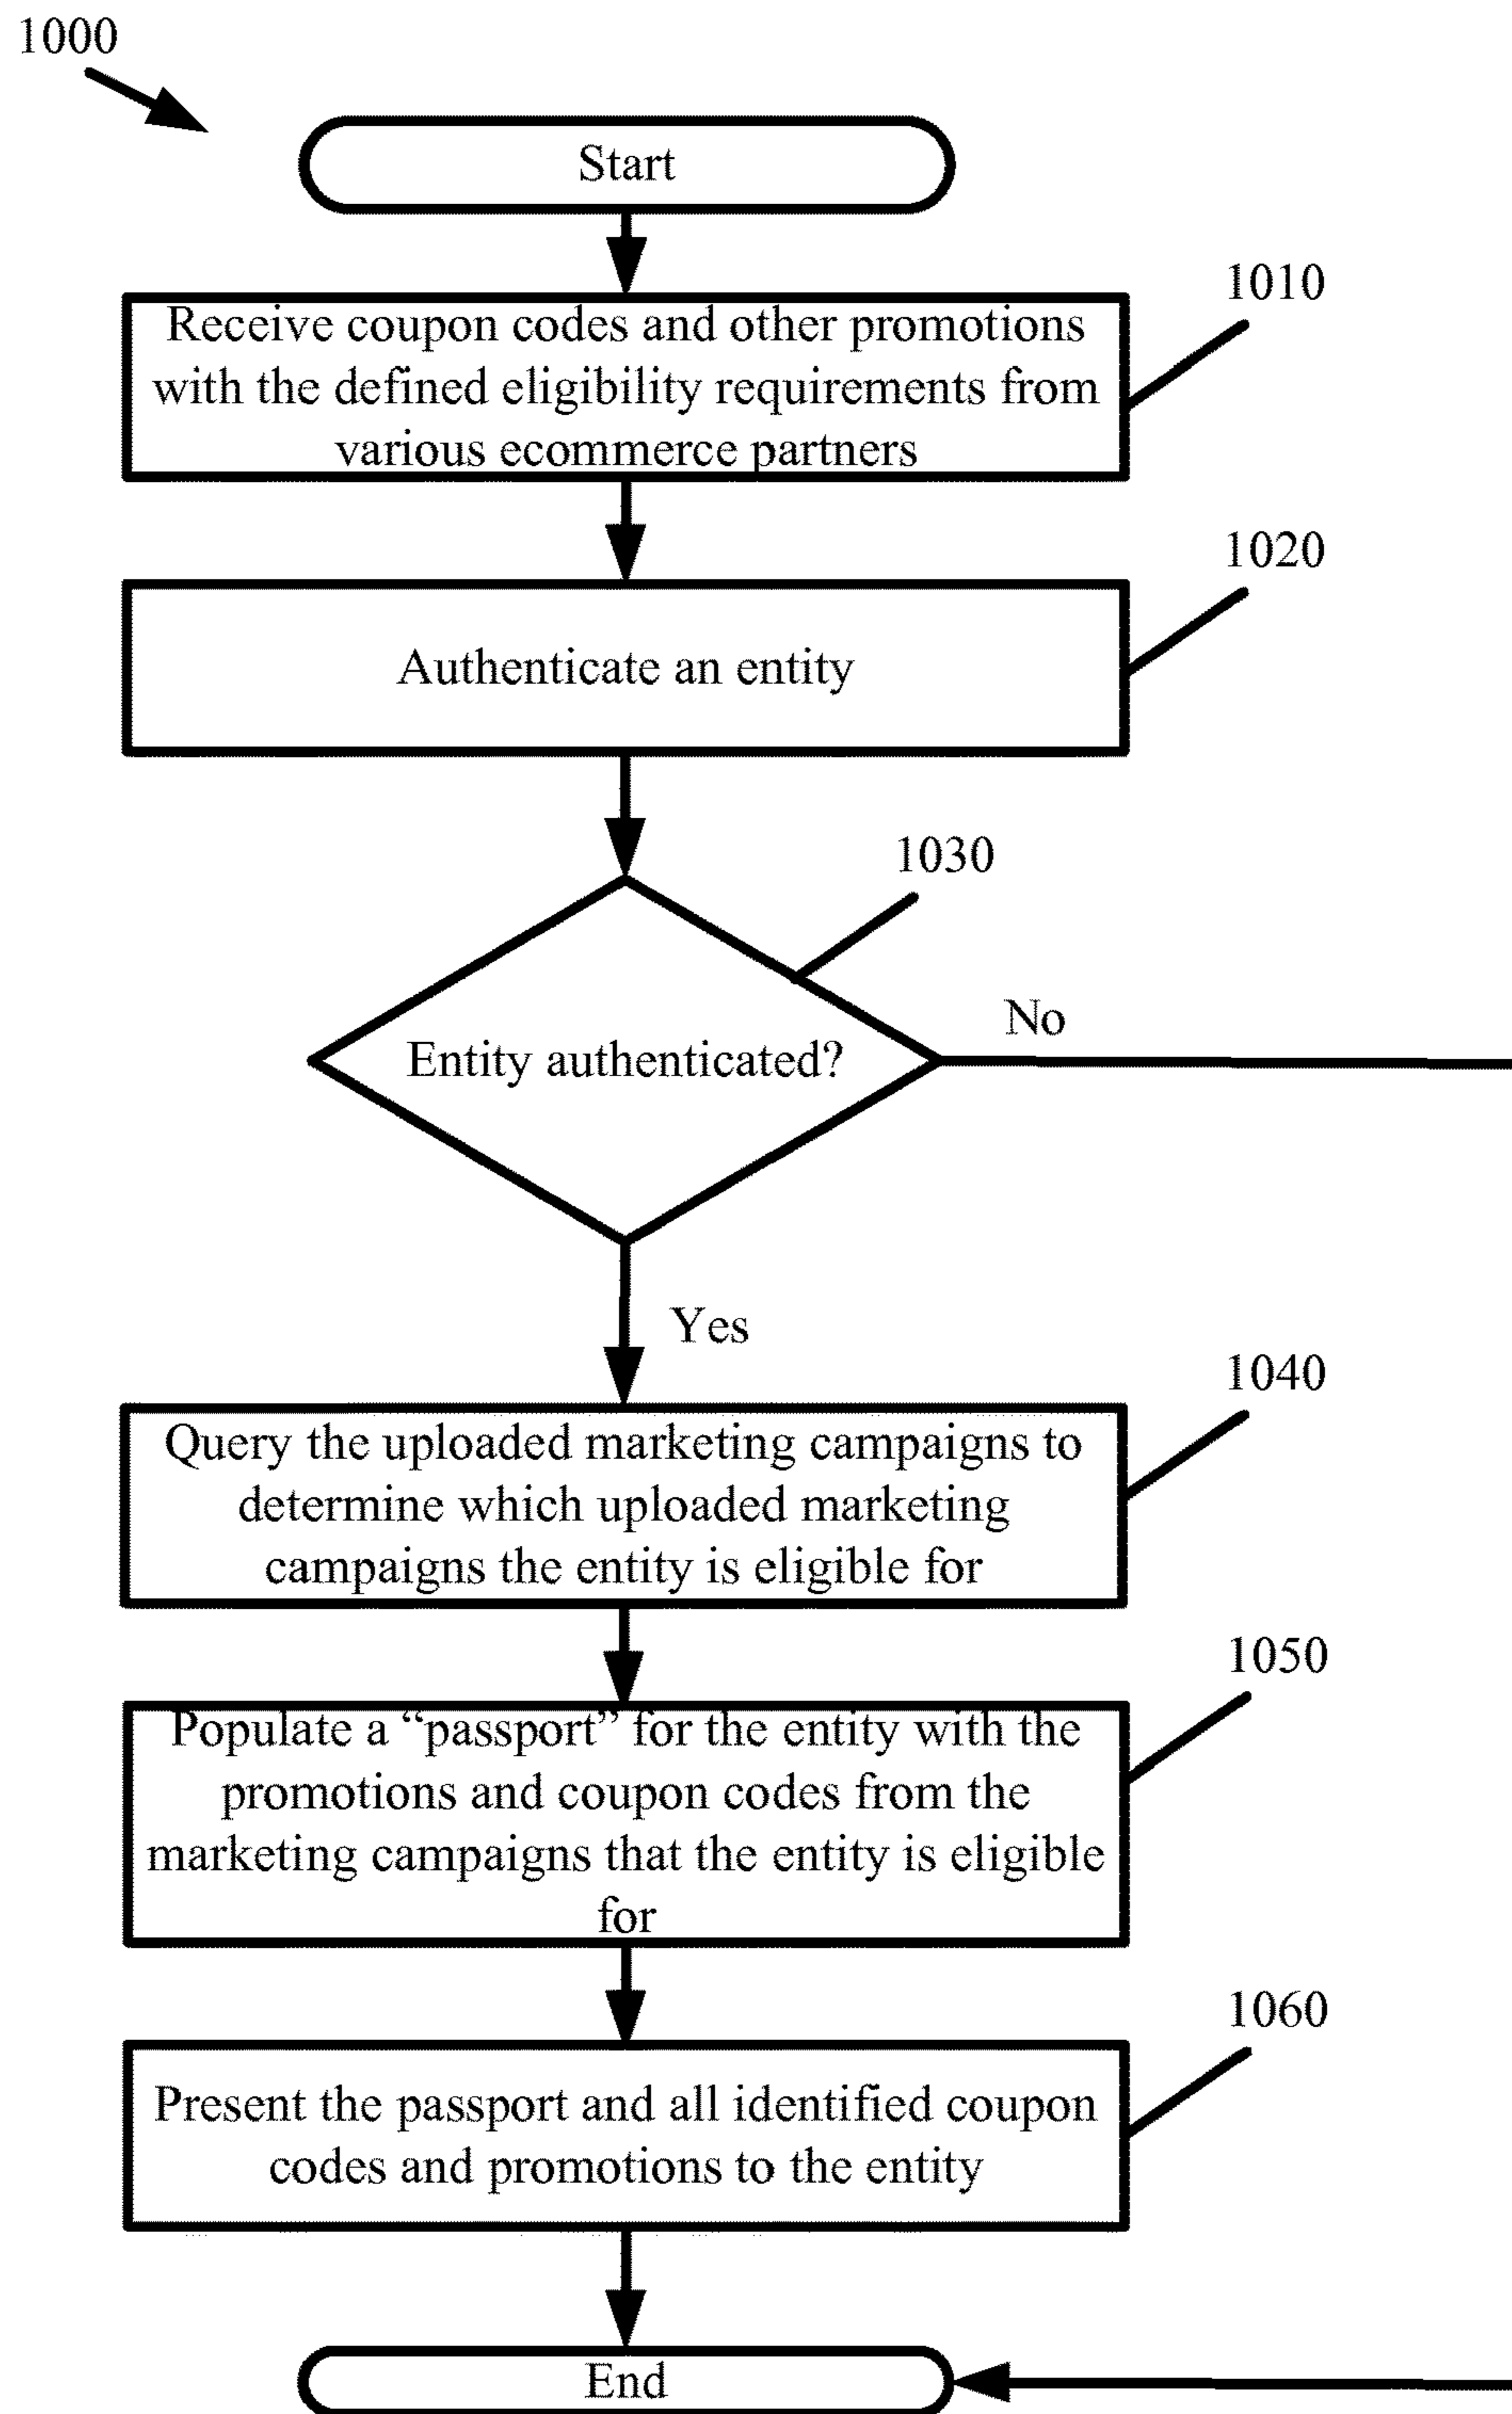 1000
Start
1010
Receive coupon codes and other promotions
with the defined eligibility requirements from
various ecommerce partners
1020
Authenticate an entity
1030
No
Entity authenticated?
Yes
1040
Query the uploaded marketing campaigns to
determine which uploaded marketing
campaigns the entity is eligible for
1050
Populate a “passport” for the entity with the
promotions and coupon codes from the
marketing campaigns that the entity is eligible
for
1060
Present the passport and all identified coupon
codes and promotions to the entity
End